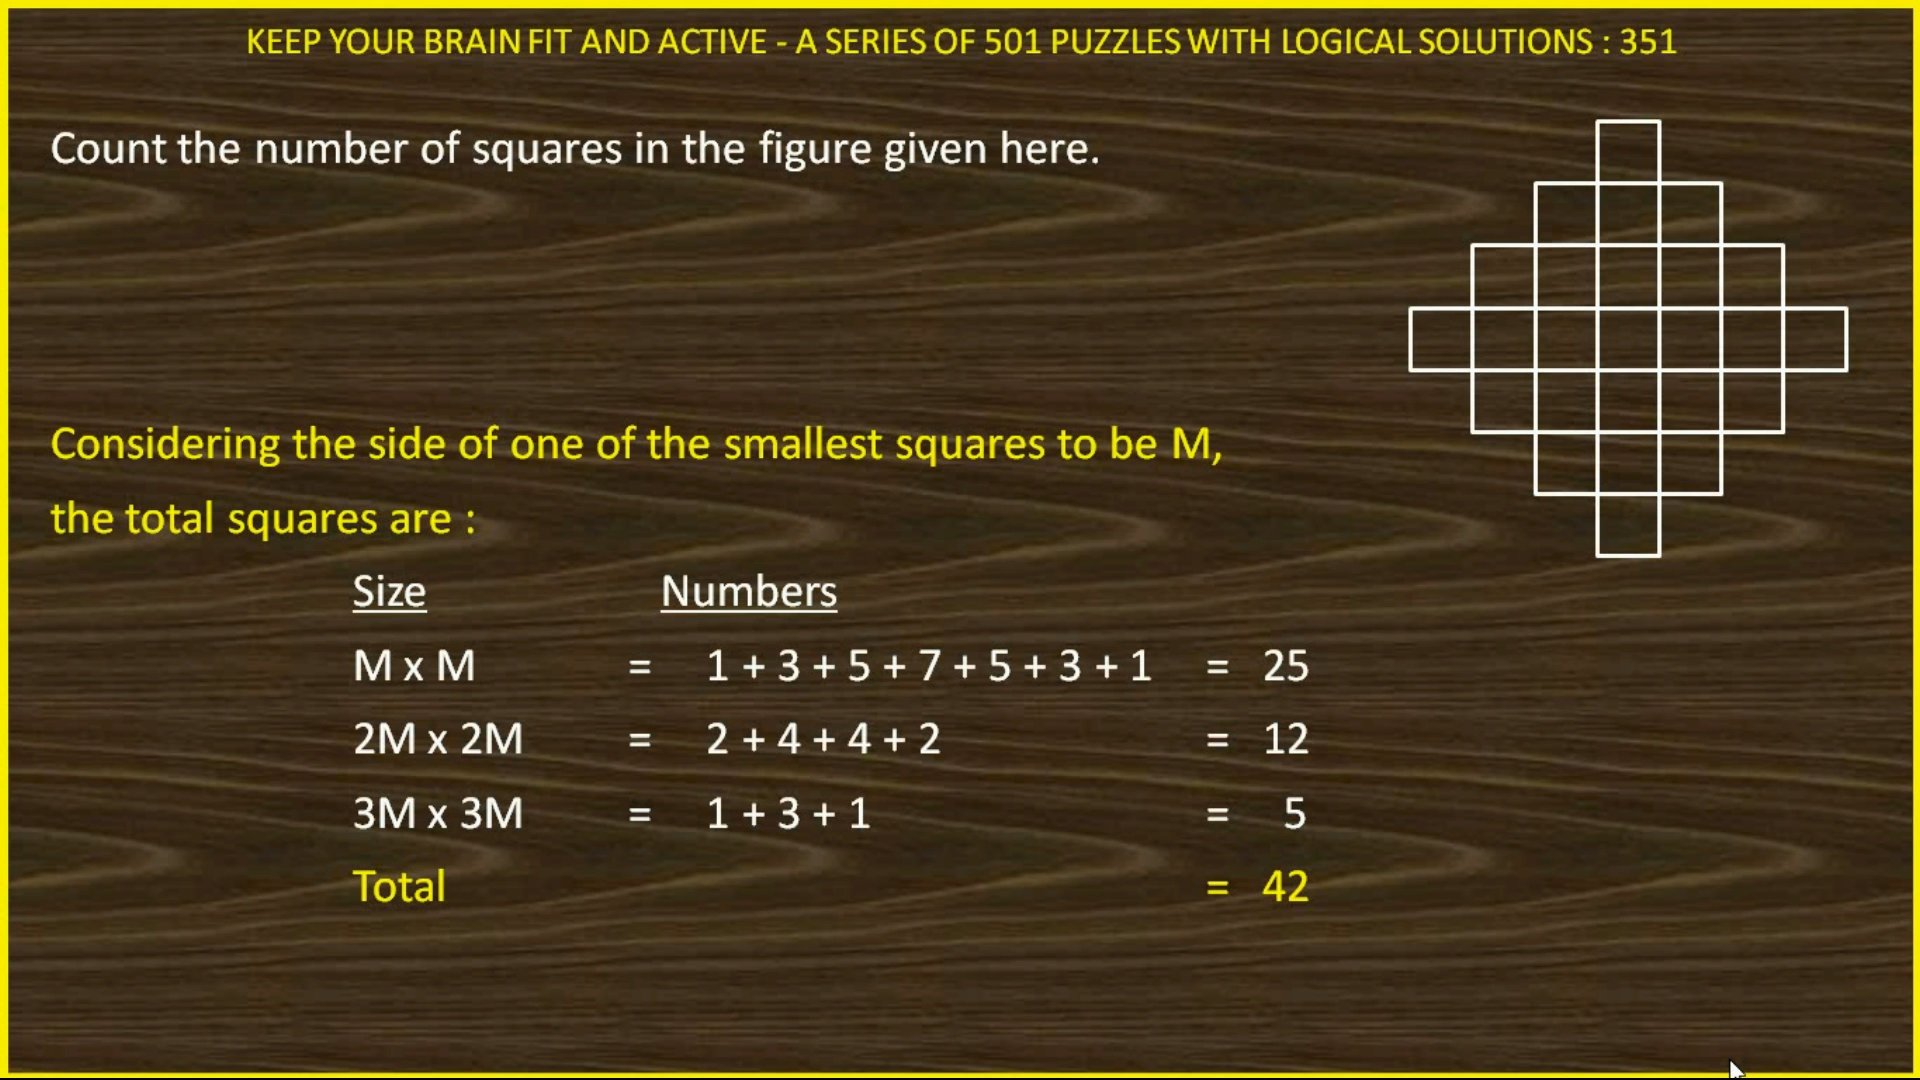 KEEP YOUR BRAIN FIT AND ACTIVE - A SERIES OF 501 PUZZLES WITH LOGICAL SOLUTIONS : 351
Count the number of squares in the figure given here.
Considering the side of one of the smallest squares to be M,
the total squares are :
Size Numbers
M x M = 1 + 3 + 5 + 7 + 5 + 3 + 1 = 25
2M x 2M = 2 + 4 + 4 + 2 = 12
3M x 3M = 1 + 3 + 1 = 5
Total = 42